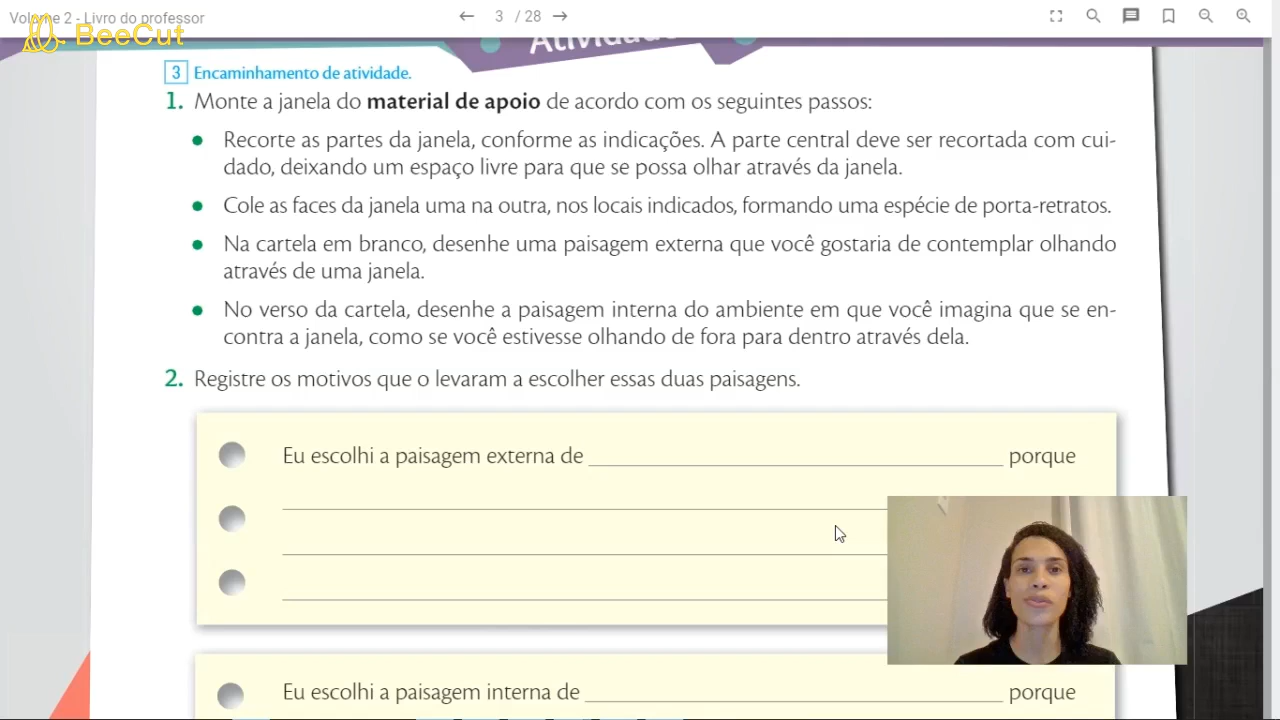 Volume 2 - Livro do professor
3 / 28
BeeCut
Atividade
3 Encaminhamento de atividade.
1. Monte a janela do material de apoio de acordo com os seguintes passos:
● Recorte as partes da janela, conforme as indicações. A parte central deve ser recortada com cui-
dado, deixando um espaço livre para que se possa olhar através da janela.
● Cole as faces da janela uma na outra, nos locais indicados, formando uma espécie de porta-retratos.
● Na cartela em branco, desenhe uma paisagem externa que você gostaria de contemplar olhando
através de uma janela.
● No verso da cartela, desenhe a paisagem interna do ambiente em que você imagina que se en-
contra a janela, como se você estivesse olhando de fora para dentro através dela.
2. Registre os motivos que o levaram a escolher essas duas paisagens.
Eu escolhi a paisagem externa de porque
Eu escolhi a paisagem interna de porque